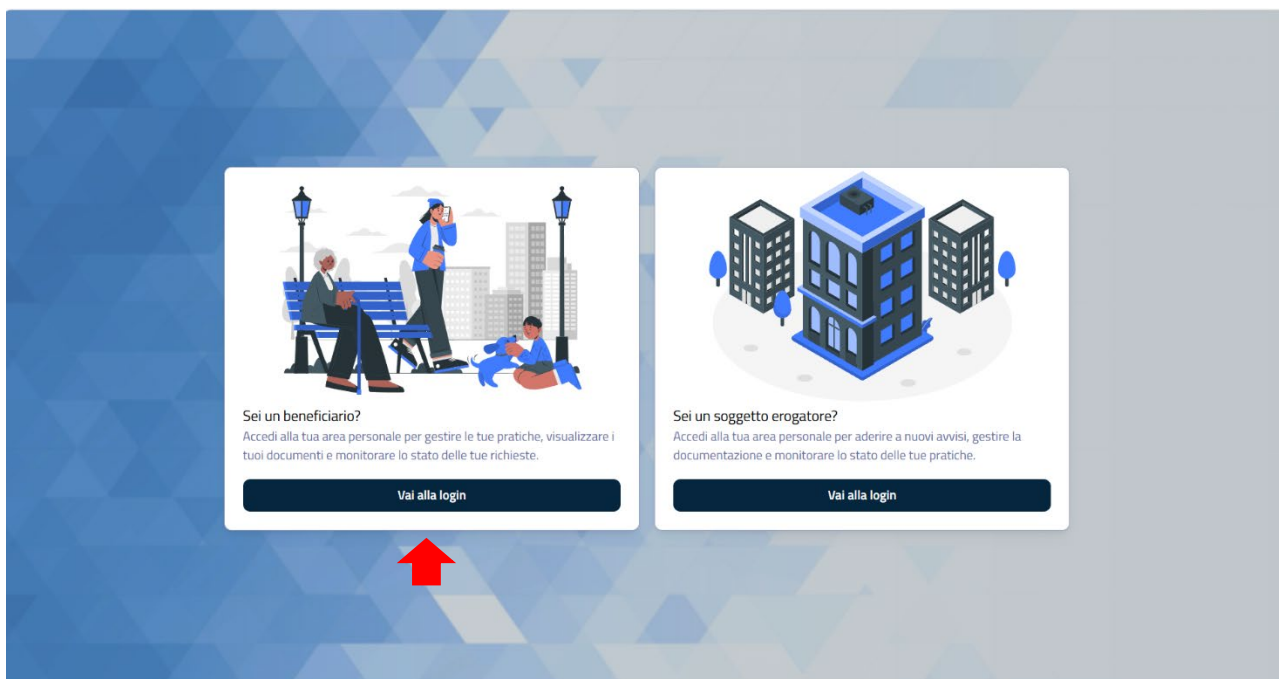 Sei un beneficiario?
Accedi alla tua area personale per gestire le tue pratiche, visualizzare i
tuoi documenti e monitorare lo stato delle tue richieste.
Vai alla login
Sei un soggetto erogatore?
Accedi alla tua area personale per aderire a nuovi avvisi, gestire la
documentazione e monitorare lo stato delle tue pratiche.
Vai alla login